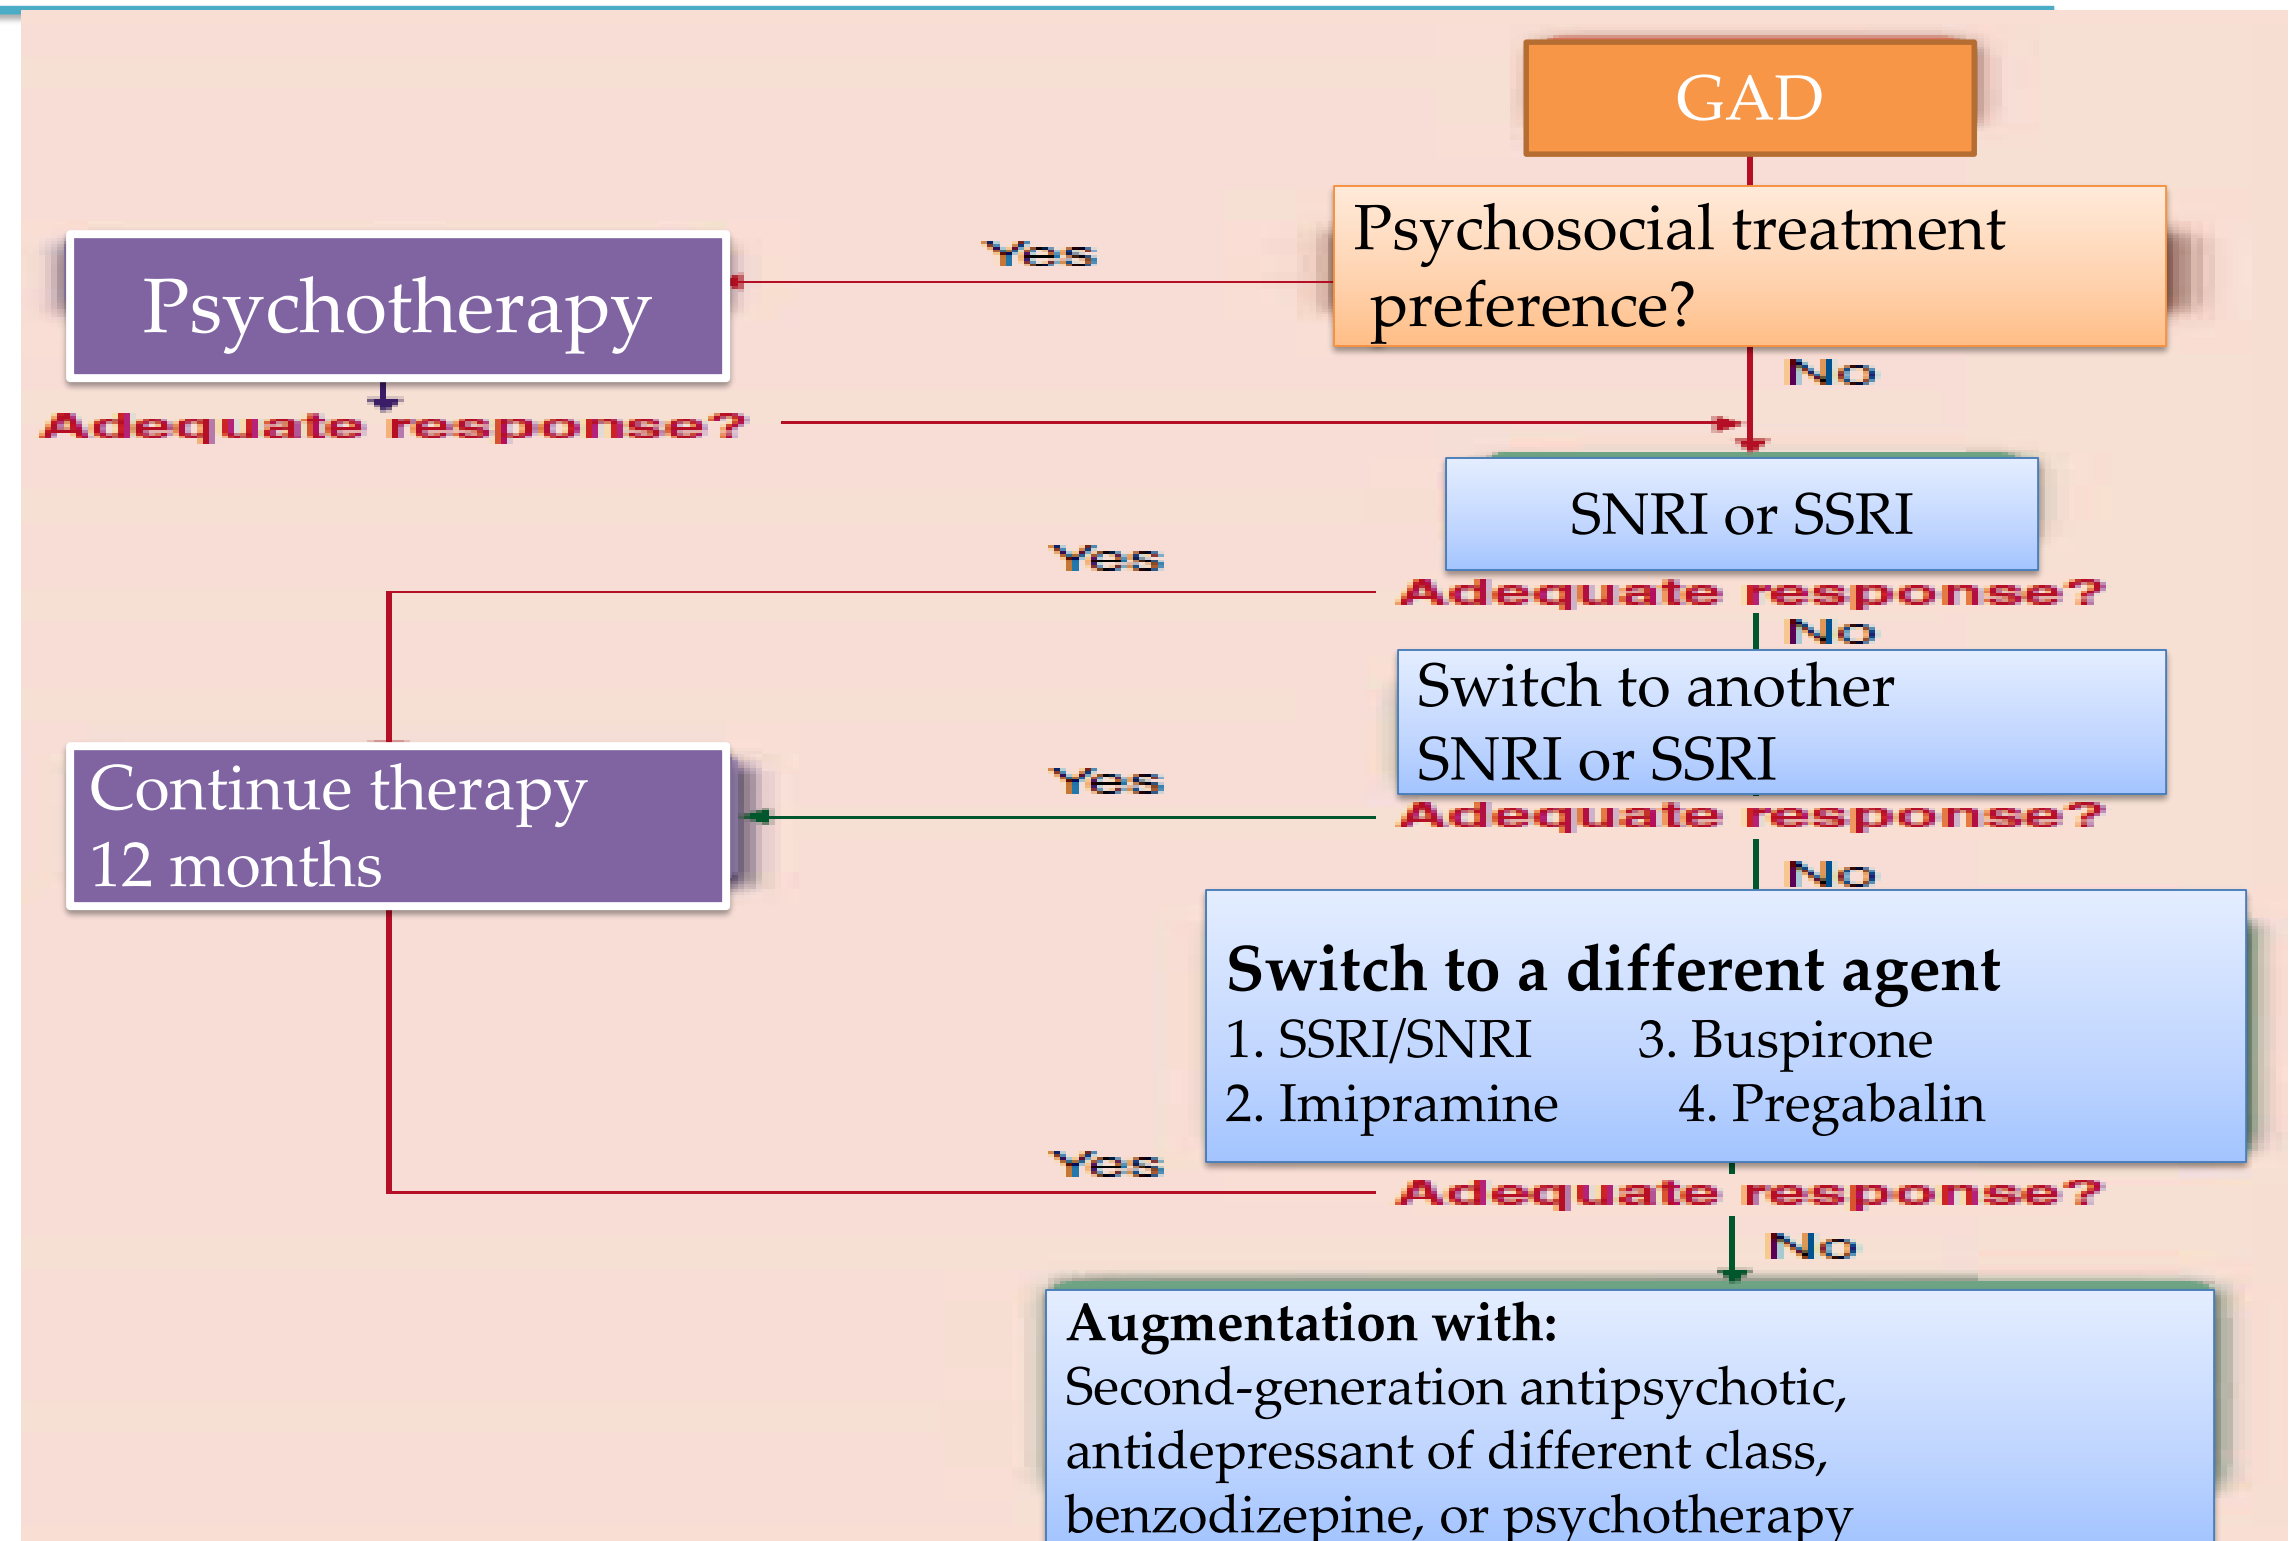 GAD
Psychosocial treatment
preference?
Yes
Psychotherapy
No
Adequate response?
SNRI or SSRI
Yes
Adequate response?
No
Switch to another
SNRI or SSRI
Continue therapy
12 months
Yes
Adequate response?
No
Switch to a different agent
1. SSRI/SNRI 3. Buspirone
2. Imipramine 4. Pregabalin
Yes
Adequate response?
No
Augmentation with:
Second-generation antipsychotic,
antidepressant of different class,
benzodizepine, or psychotherapy